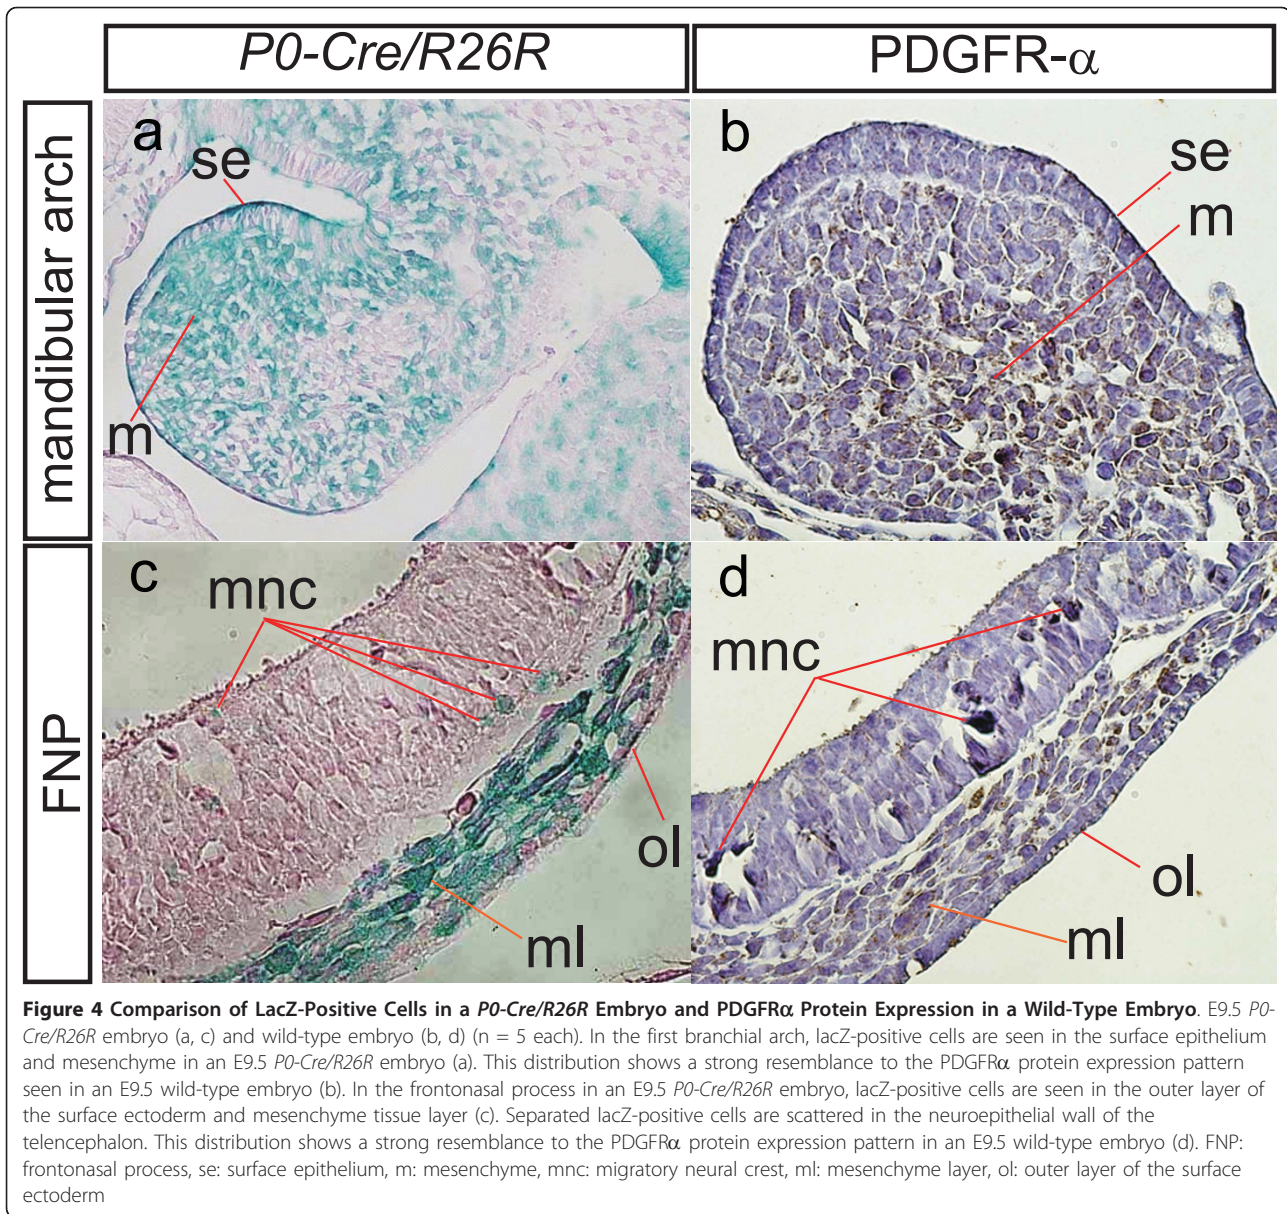 P0-Cre/R26R
PDGFR-α
mandibular arch
a
se
m
b
se
m
FNP
c
mnc
ol
ml
d
mnc
ol
ml
Figure 4 Comparison of LacZ-Positive Cells in a P0-Cre/R26R Embryo and PDGFRα Protein Expression in a Wild-Type Embryo. E9.5 P0-
Cre/R26R embryo (a, c) and wild-type embryo (b, d) (n = 5 each). In the first branchial arch, lacZ-positive cells are seen in the surface epithelium
and mesenchyme in an E9.5 P0-Cre/R26R embryo (a). This distribution shows a strong resemblance to the PDGFRα protein expression pattern
seen in an E9.5 wild-type embryo (b). In the frontonasal process in an E9.5 P0-Cre/R26R embryo, lacZ-positive cells are seen in the outer layer of
the surface ectoderm and mesenchyme tissue layer (c). Separated lacZ-positive cells are scattered in the neuroepithelial wall of the
telencephalon. This distribution shows a strong resemblance to the PDGFRα protein expression pattern in an E9.5 wild-type embryo (d). FNP:
frontonasal process, se: surface epithelium, m: mesenchyme, mnc: migratory neural crest, ml: mesenchyme layer, ol: outer layer of the surface
ectoderm